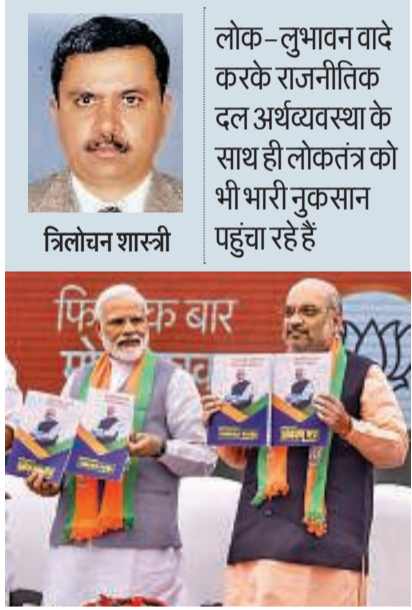 त्रिलोचन शास्त्री
लोक-लुभावन वादे
करके राजनीतिक
दल अर्थव्यवस्था के
साथ ही लोकतंत्र को
भी भारी नुकसान
पहुंचा रहे हैं
बार